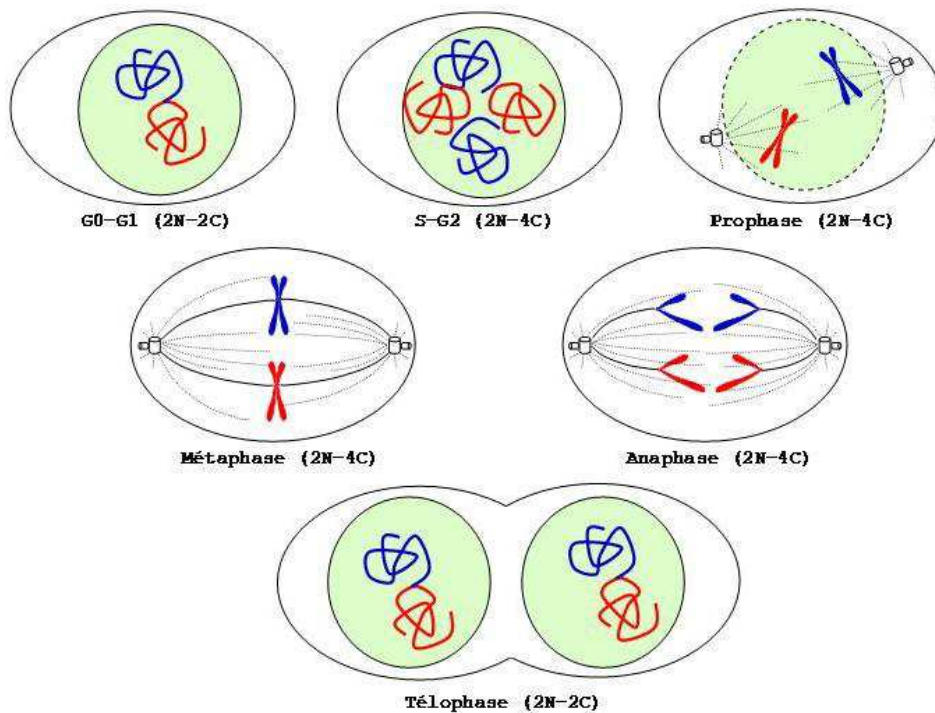 G0-G1 (2N-2C)
S-G2 (2N-4C)
Prophase (2N-4C)
Métaphase (2N-4C)
Anaphase (2N-4C)
Télophase (2N-2C)